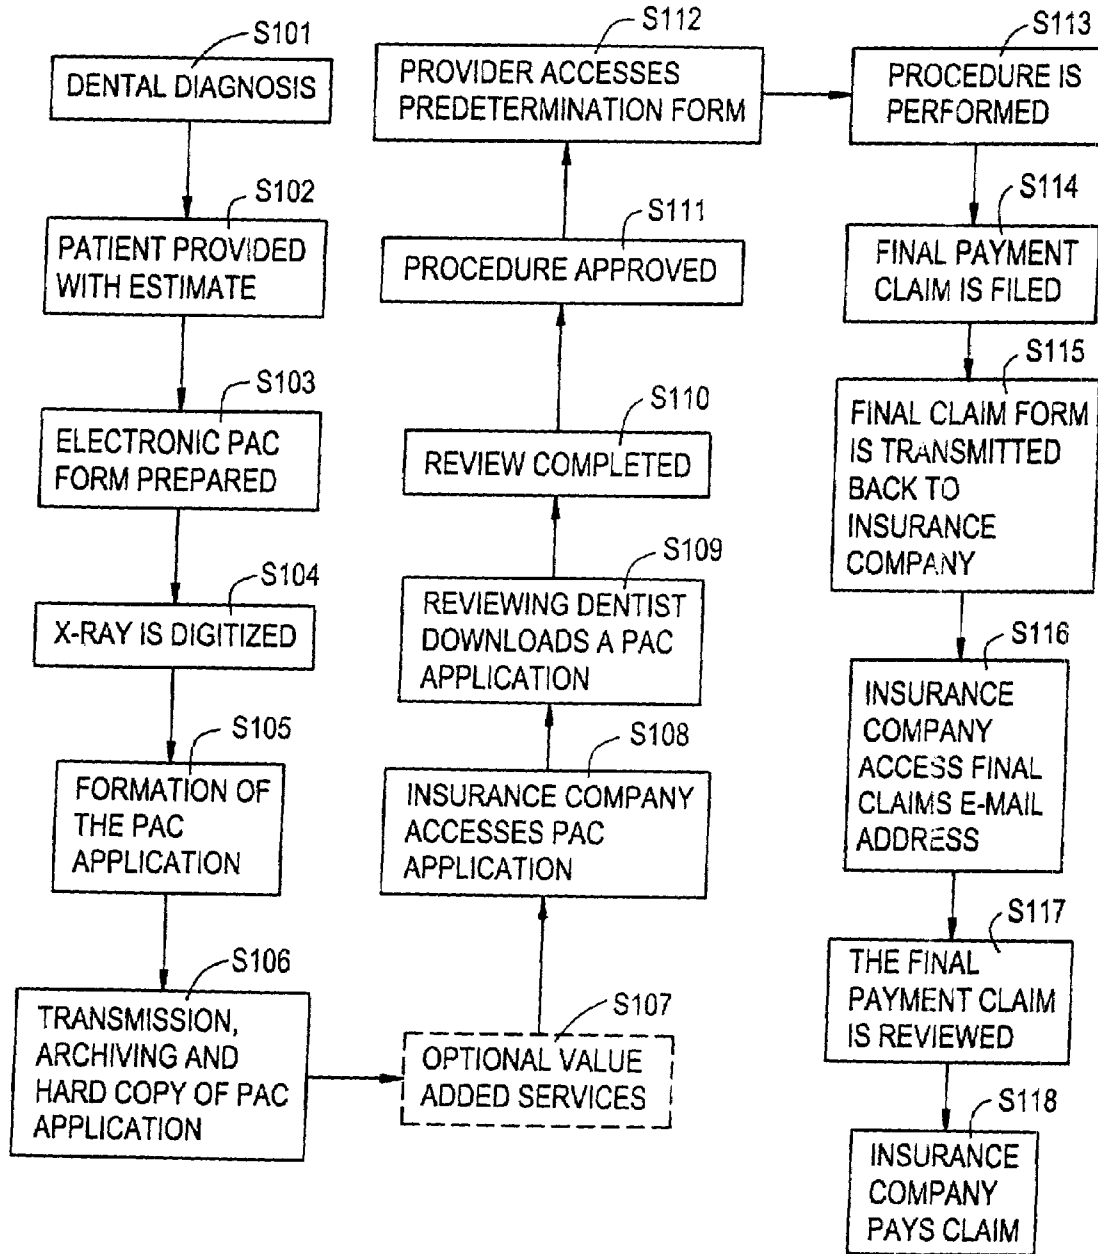 S101
DENTAL DIAGNOSIS
S102
PATIENT PROVIDED
WITH ESTIMATE
S103
ELECTRONIC PAC
FORM PREPARED
S104
X-RAY IS DIGITIZED
S105
FORMATION OF
THE PAC
APPLICATION
S106
TRANSMISSION,
ARCHIVING AND
HARD COPY OF PAC
APPLICATION
S107
OPTIONAL VALUE
ADDED SERVICES
S108
INSURANCE COMPANY
ACCESSES PAC
APPLICATION
S109
REVIEWING DENTIST
DOWNLOADS A PAC
APPLICATION
S110
REVIEW COMPLETED
S111
PROCEDURE APPROVED
S112
PROVIDER ACCESSES
PREDETERMINATION FORM
S113
PROCEDURE IS
PERFORMED
S114
FINAL PAYMENT
CLAIM IS FILED
S115
FINAL CLAIM FORM
IS TRANSMITTED
BACK TO
INSURANCE
COMPANY
S116
INSURANCE
COMPANY
ACCESS FINAL
CLAIMS E-MAIL
ADDRESS
S117
THE FINAL
PAYMENT CLAIM
IS REVIEWED
S118
INSURANCE
COMPANY
PAYS CLAIM